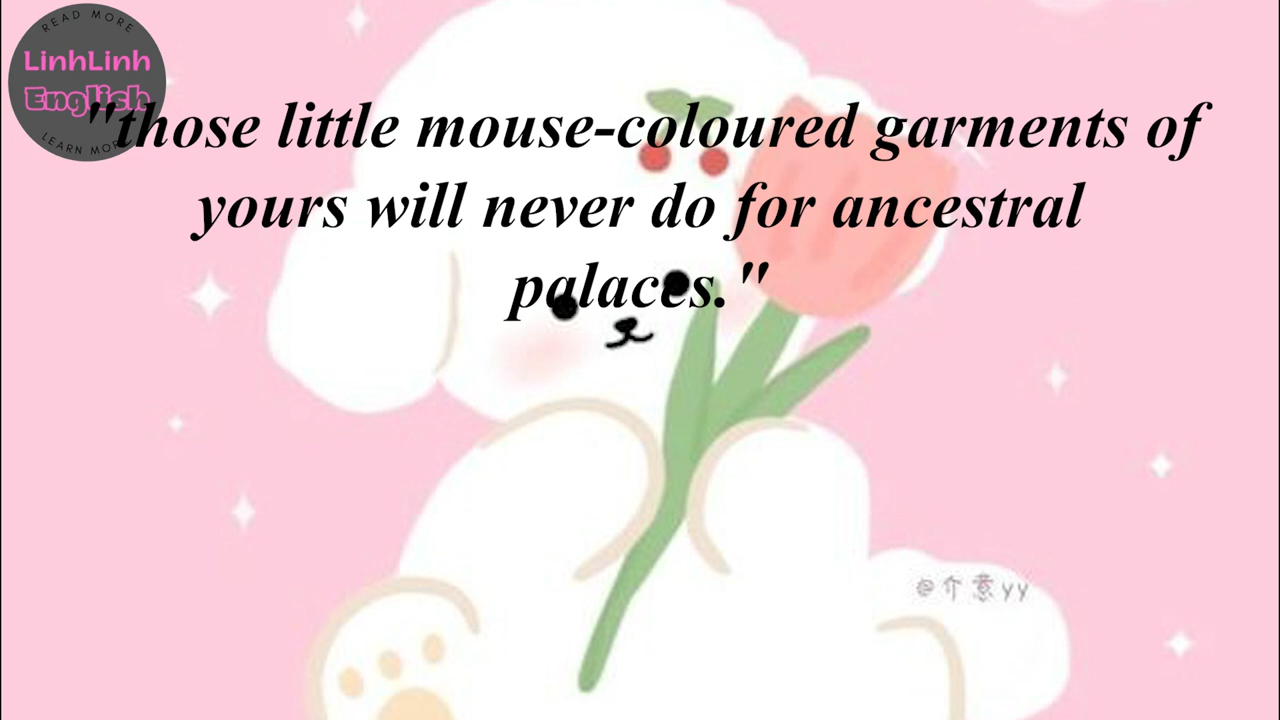 READ MORE
LinhLinh
English
LEARN MORE
"those little mouse-coloured garments of
yours will never do for ancestral
palaces."
@介意yy